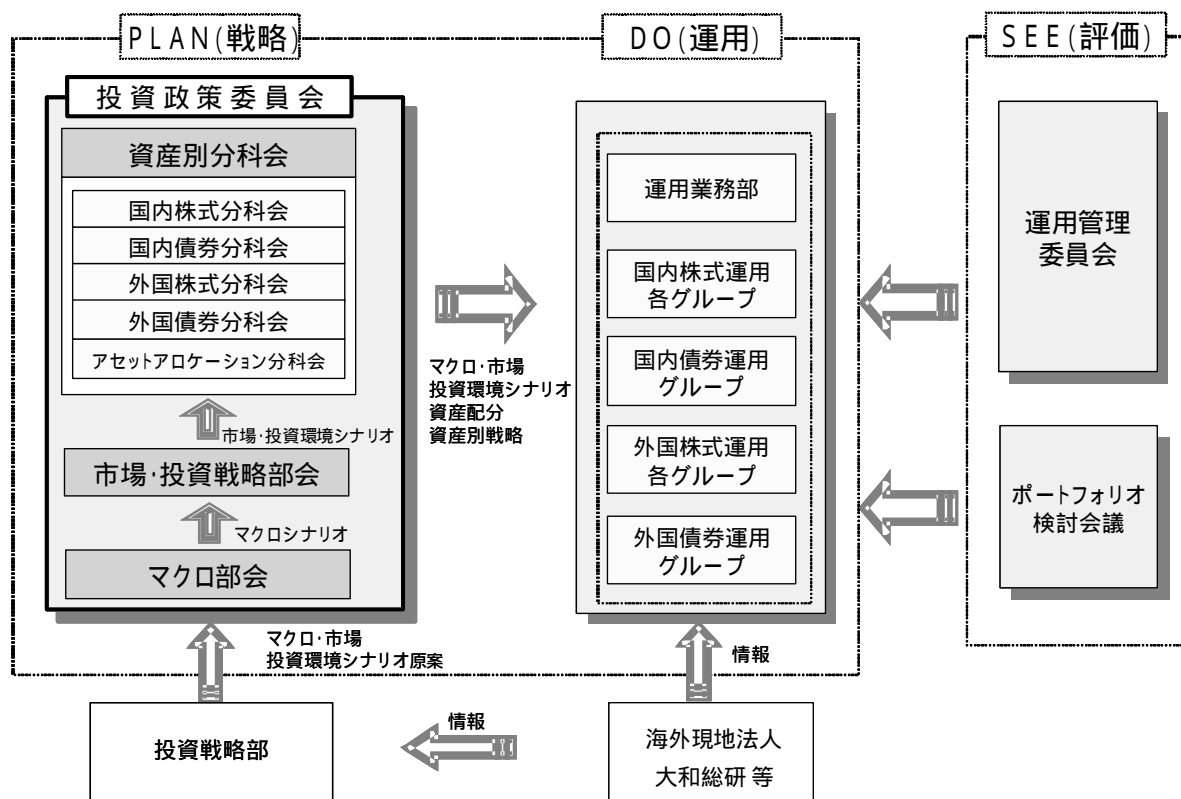 PLAN(戦略)
DO(運用)
SEE(評価)
投資政策委員会
資産別分科会
国内株式分科会
国内債券分科会
外国株式分科会
外国債券分科会
アセットアロケーション分科会
市場･投資環境シナリオ
市場･投資戦略部会
マクロシナリオ
マクロ部会
マクロ･市場
投資環境シナリオ
資産配分
資産別戦略
運用業務部
国内株式運用
各グループ
国内債券運用
グループ
外国株式運用
各グループ
外国債券運用
グループ
運用管理
委員会
ポートフォリオ
検討会議
マクロ･市場
投資環境シナリオ原案
情報
投資戦略部
情報
海外現地法人
大和総研 等